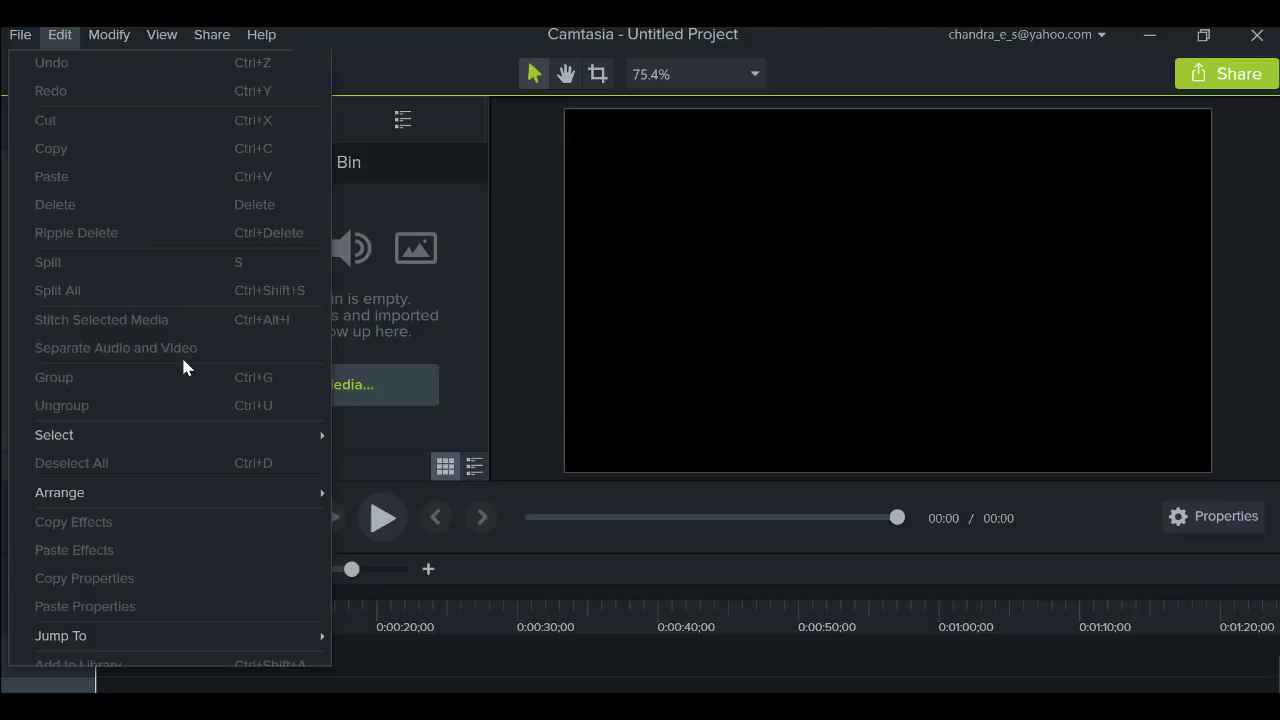 File Edit Modify View Share Help Camtasia - Untitled Project chandra_e_s@yahoo.com
75.4% Share
Undo Ctrl+Z
Redo Ctrl+Y
Cut Ctrl+X
Copy Ctrl+C
Paste Ctrl+V
Delete Delete
Ripple Delete Ctrl+Delete
Split S
Split All Ctrl+Shift+S
Stitch Selected Media Ctrl+Alt+I
Separate Audio and Video
Group Ctrl+G
Ungroup Ctrl+U
Select
Deselect All Ctrl+D
Arrange
Copy Effects
Paste Effects
Copy Properties
Paste Properties
Jump To
Add to Library Ctrl+Shift+A
Bin
in is empty.
s and imported
ow up here.
edia...
00:00 / 00:00 Properties
0:00:20;00 0:00:30;00 0:00:40;00 0:00:50;00 0:01:00;00 0:01:10;00 0:01:20;00